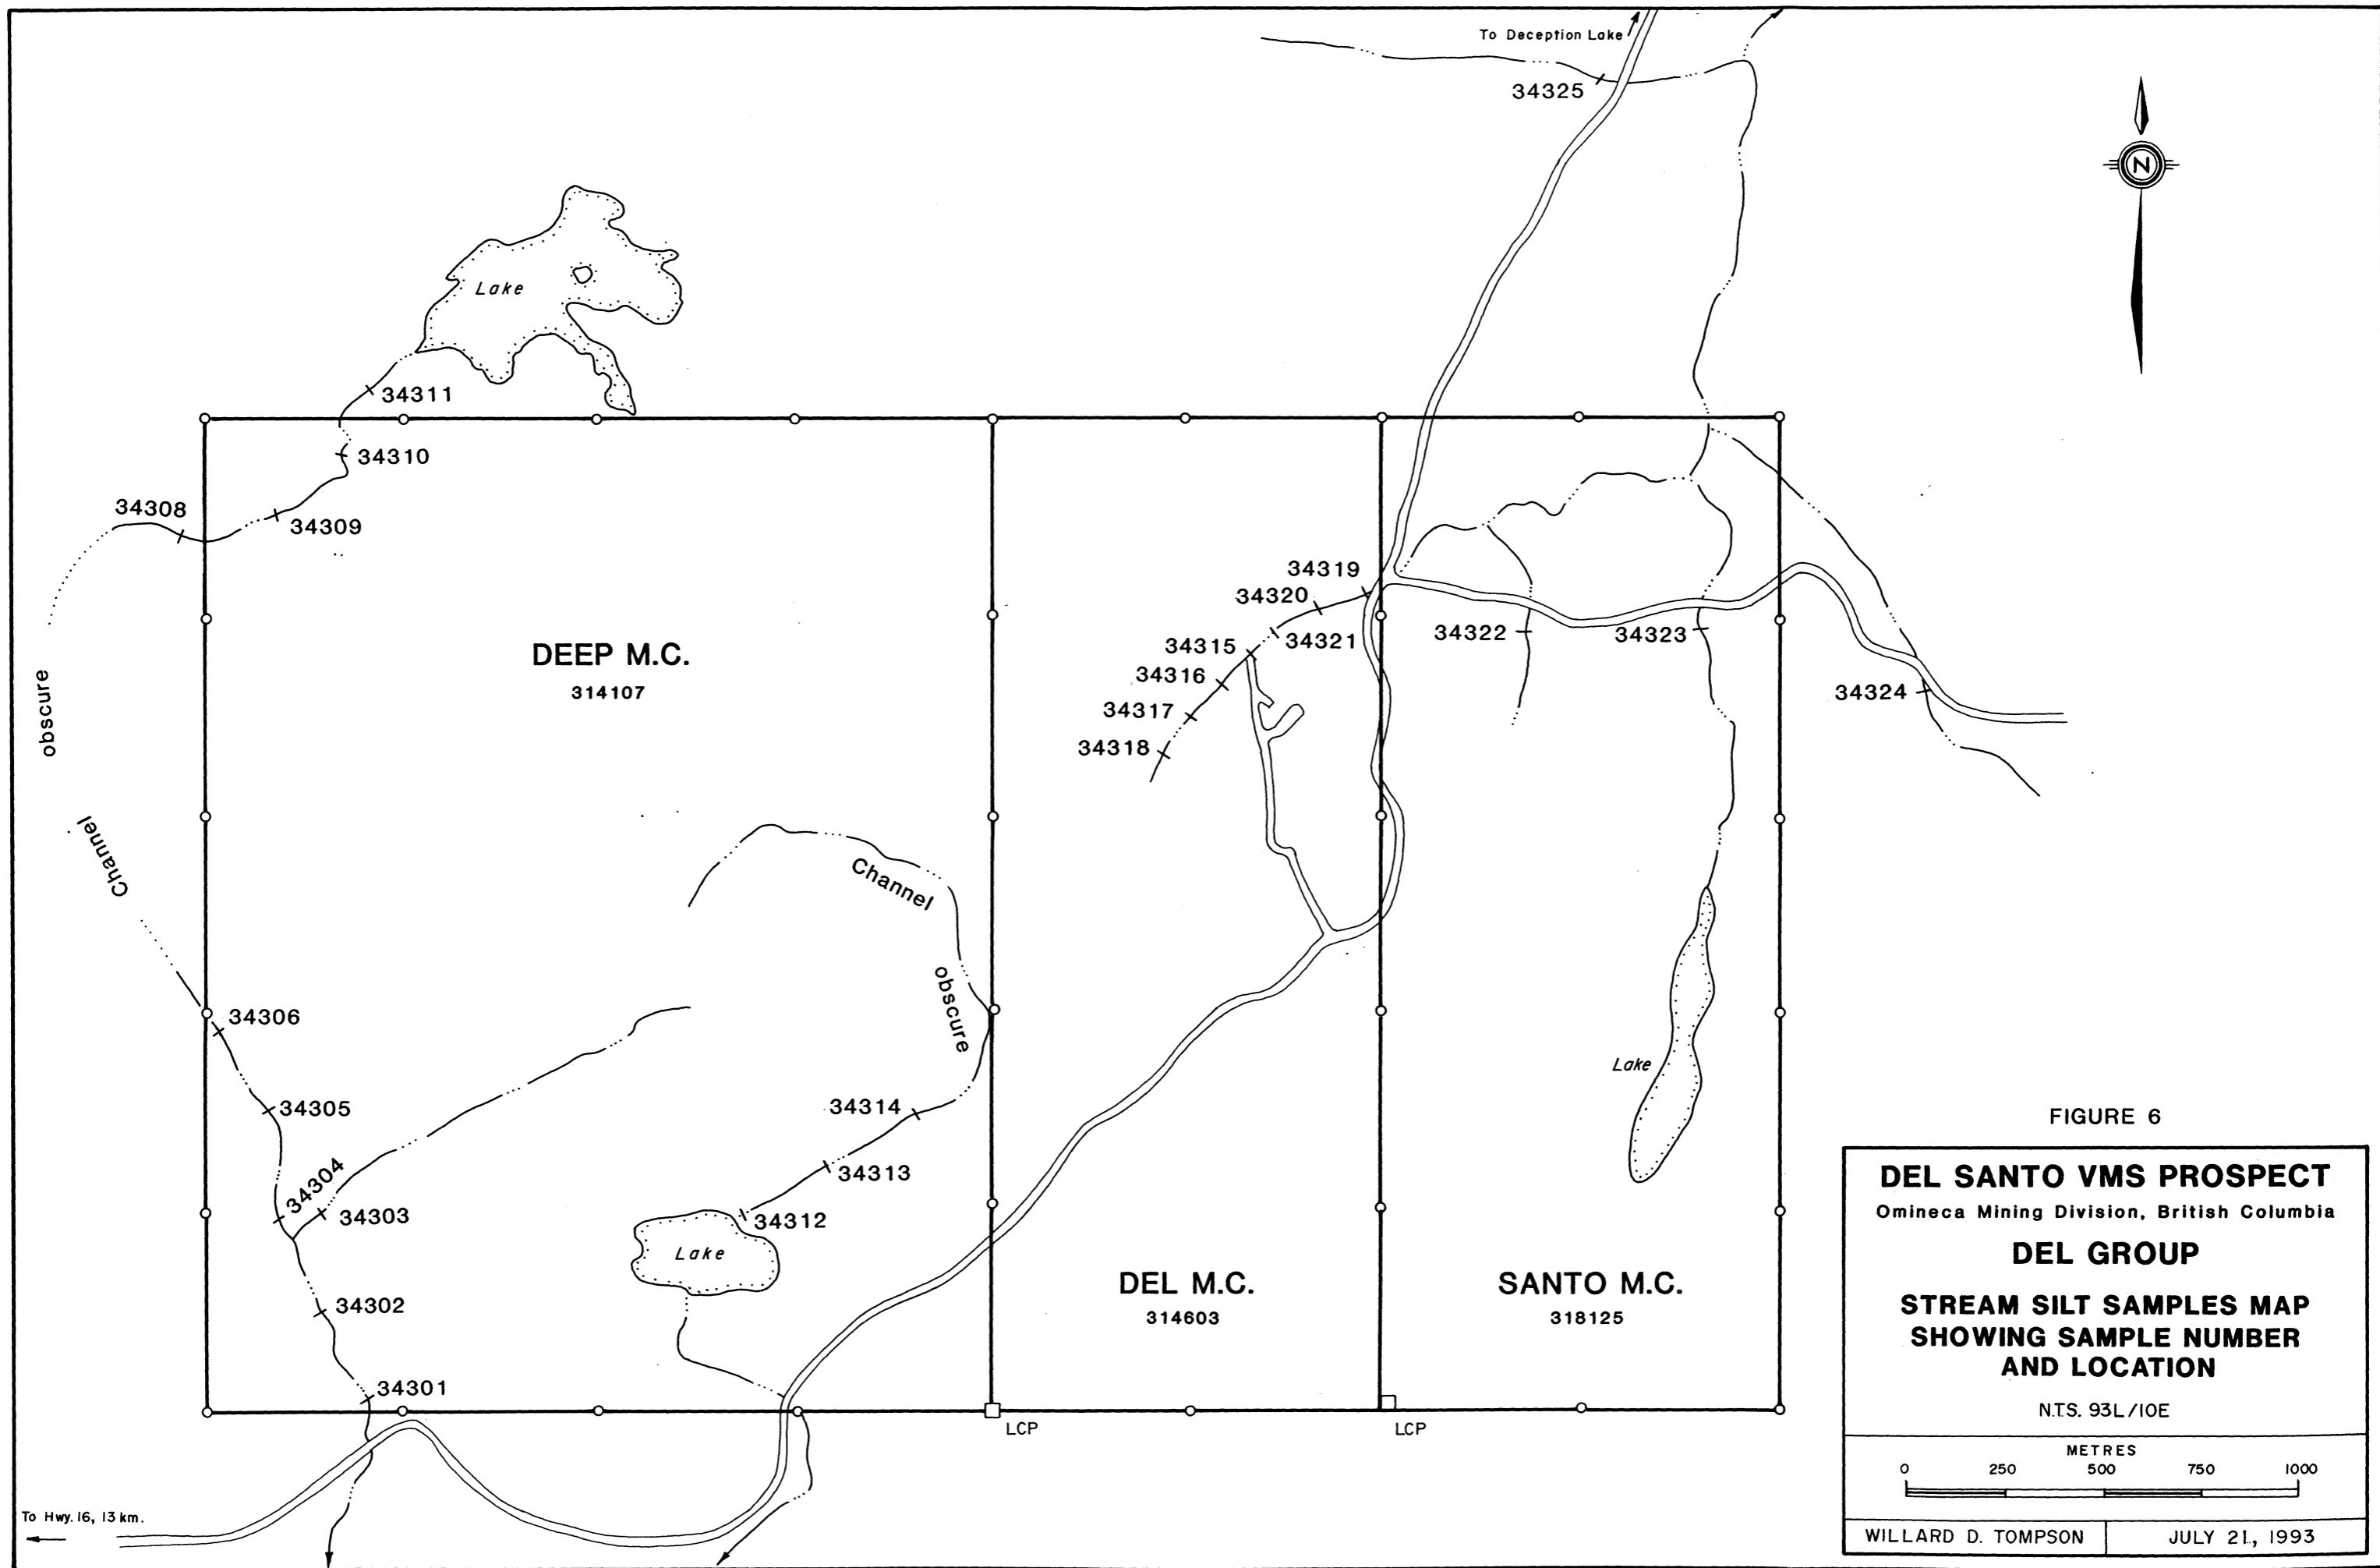 To Deception Lake
34325
N
Lake
34311
34310
34308
34309
34319
34320
34321
34315
34316
34317
34318
34322
34323
34324
DEEP M.C.
314107
obscure
Channel
Channel
obscure
34306
34305
34304
34303
34302
34301
34314
34313
34312
Lake
Lake
DEL M.C.
314603
SANTO M.C.
318125
LCP
LCP
To Hwy. 16, 13 km.
FIGURE 6
DEL SANTO VMS PROSPECT
Omineca Mining Division, British Columbia
DEL GROUP
STREAM SILT SAMPLES MAP
SHOWING SAMPLE NUMBER
AND LOCATION
N.T.S. 93L/10E
METRES
0 250 500 750 1000
WILLARD D. TOMPSON
JULY 21, 1993